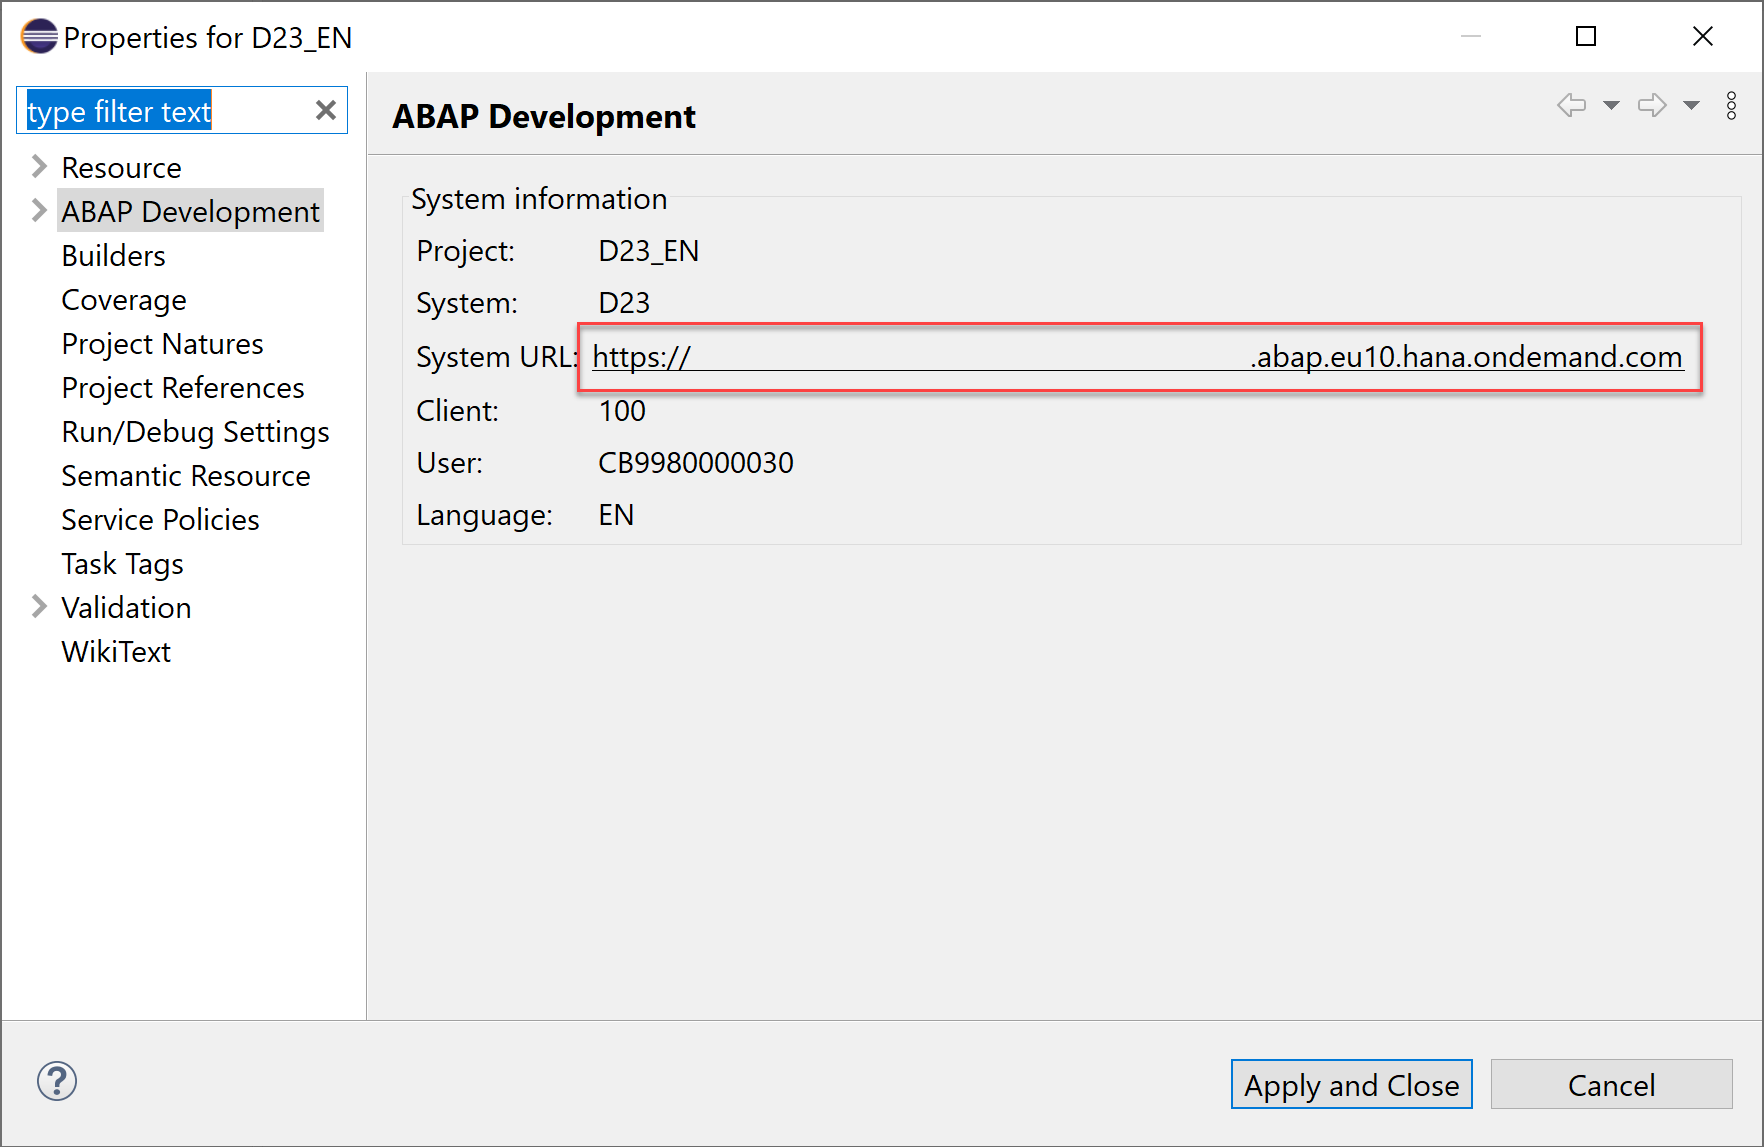 Properties for D23_EN
type filter text
Resource
ABAP Development
Builders
Coverage
Project Natures
Project References
Run/Debug Settings
Semantic Resource
Service Policies
Task Tags
Validation
WikiText
ABAP Development
System information
Project: D23_EN
System: D23
System URL: https:// .abap.eu10.hana.ondemand.com
Client: 100
User: CB9980000030
Language: EN
?
Apply and Close
Cancel